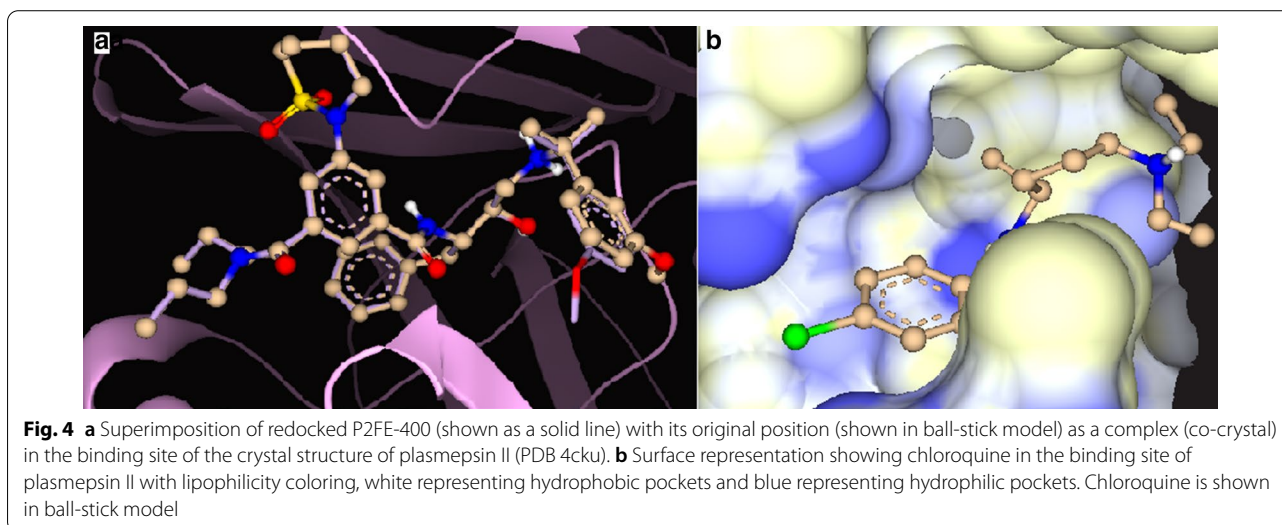 a
b
Fig. 4 a Superimposition of redocked P2FE-400 (shown as a solid line) with its original position (shown in ball-stick model) as a complex (co-crystal)
in the binding site of the crystal structure of plasmepsin II (PDB 4cku). b Surface representation showing chloroquine in the binding site of
plasmepsin II with lipophilicity coloring, white representing hydrophobic pockets and blue representing hydrophilic pockets. Chloroquine is shown
in ball-stick model